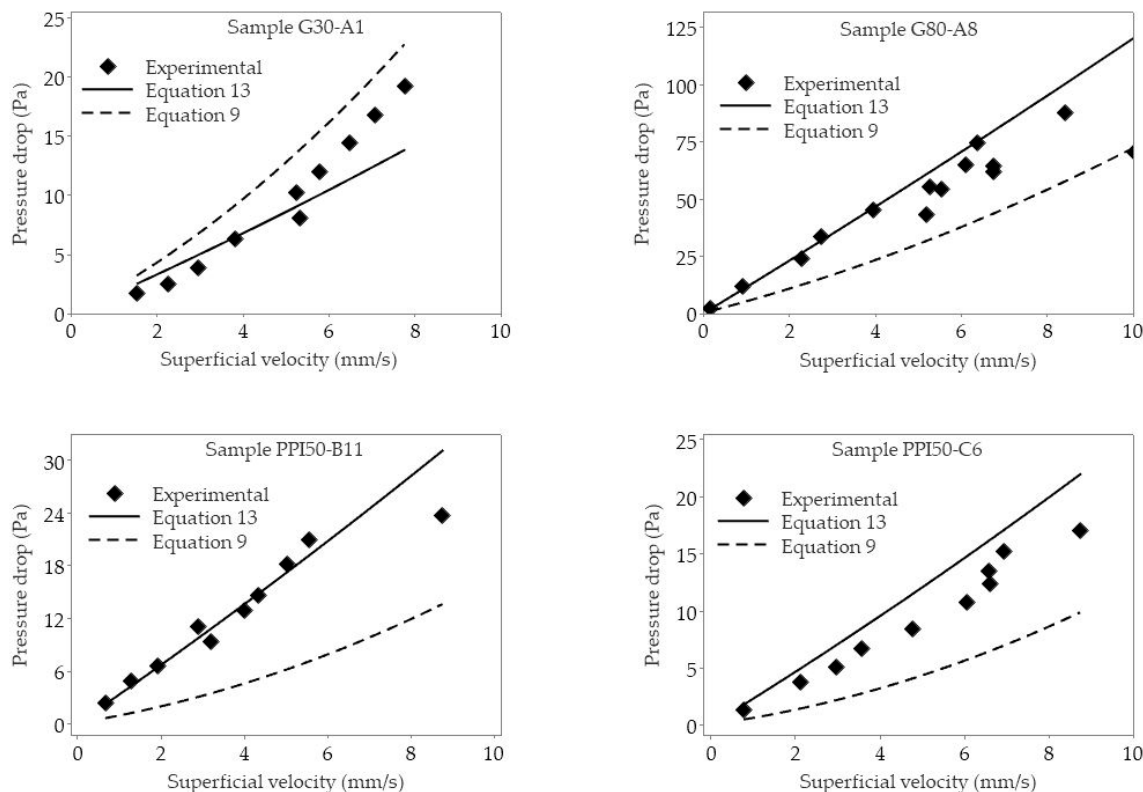 Sample G30-A1
Experimental
Equation 13
Equation 9
Pressure drop (Pa)
25
20
15
10
5
0
0 2 4 6 8 10
Superficial velocity (mm/s)
Sample G80-A8
Experimental
Equation 13
Equation 9
Pressure drop (Pa)
125
100
75
50
25
0
0 2 4 6 8 10
Superficial velocity (mm/s)
Sample PPI50-B11
Experimental
Equation 13
Equation 9
Pressure drop (Pa)
30
24
18
12
6
0
0 2 4 6 8 10
Superficial velocity (mm/s)
Sample PPI50-C6
Experimental
Equation 13
Equation 9
Pressure drop (Pa)
25
20
15
10
5
0
0 2 4 6 8 10
Superficial velocity (mm/s)